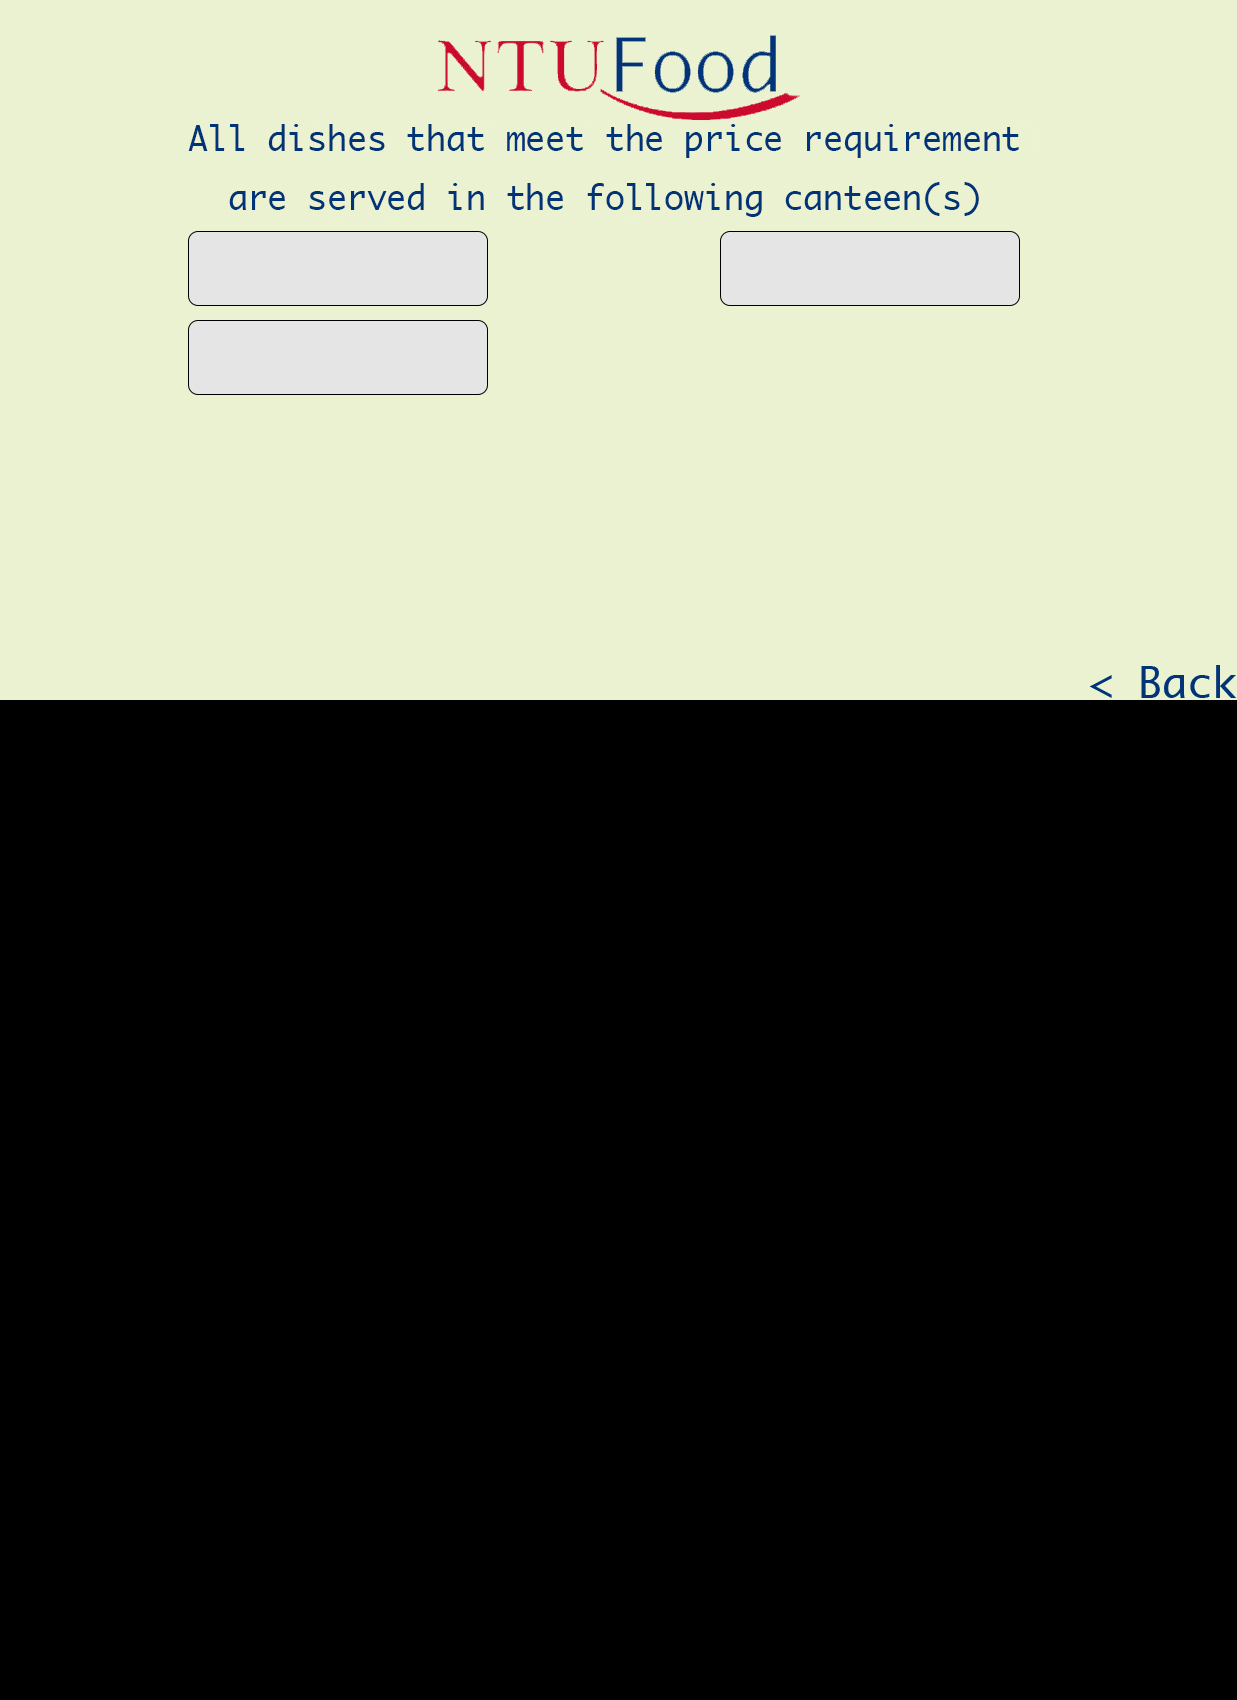 NTUFood
All dishes that meet the price requirement
are served in the following canteen(s)
< Back